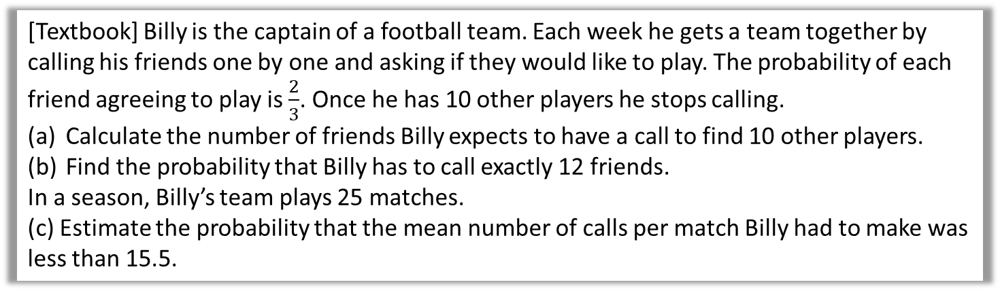 [Textbook] Billy is the captain of a football team. Each week he gets a team together by
calling his friends one by one and asking if they would like to play. The probability of each
friend agreeing to play is 2/3. Once he has 10 other players he stops calling.
(a) Calculate the number of friends Billy expects to have a call to find 10 other players.
(b) Find the probability that Billy has to call exactly 12 friends.
In a season, Billy’s team plays 25 matches.
(c) Estimate the probability that the mean number of calls per match Billy had to make was
less than 15.5.